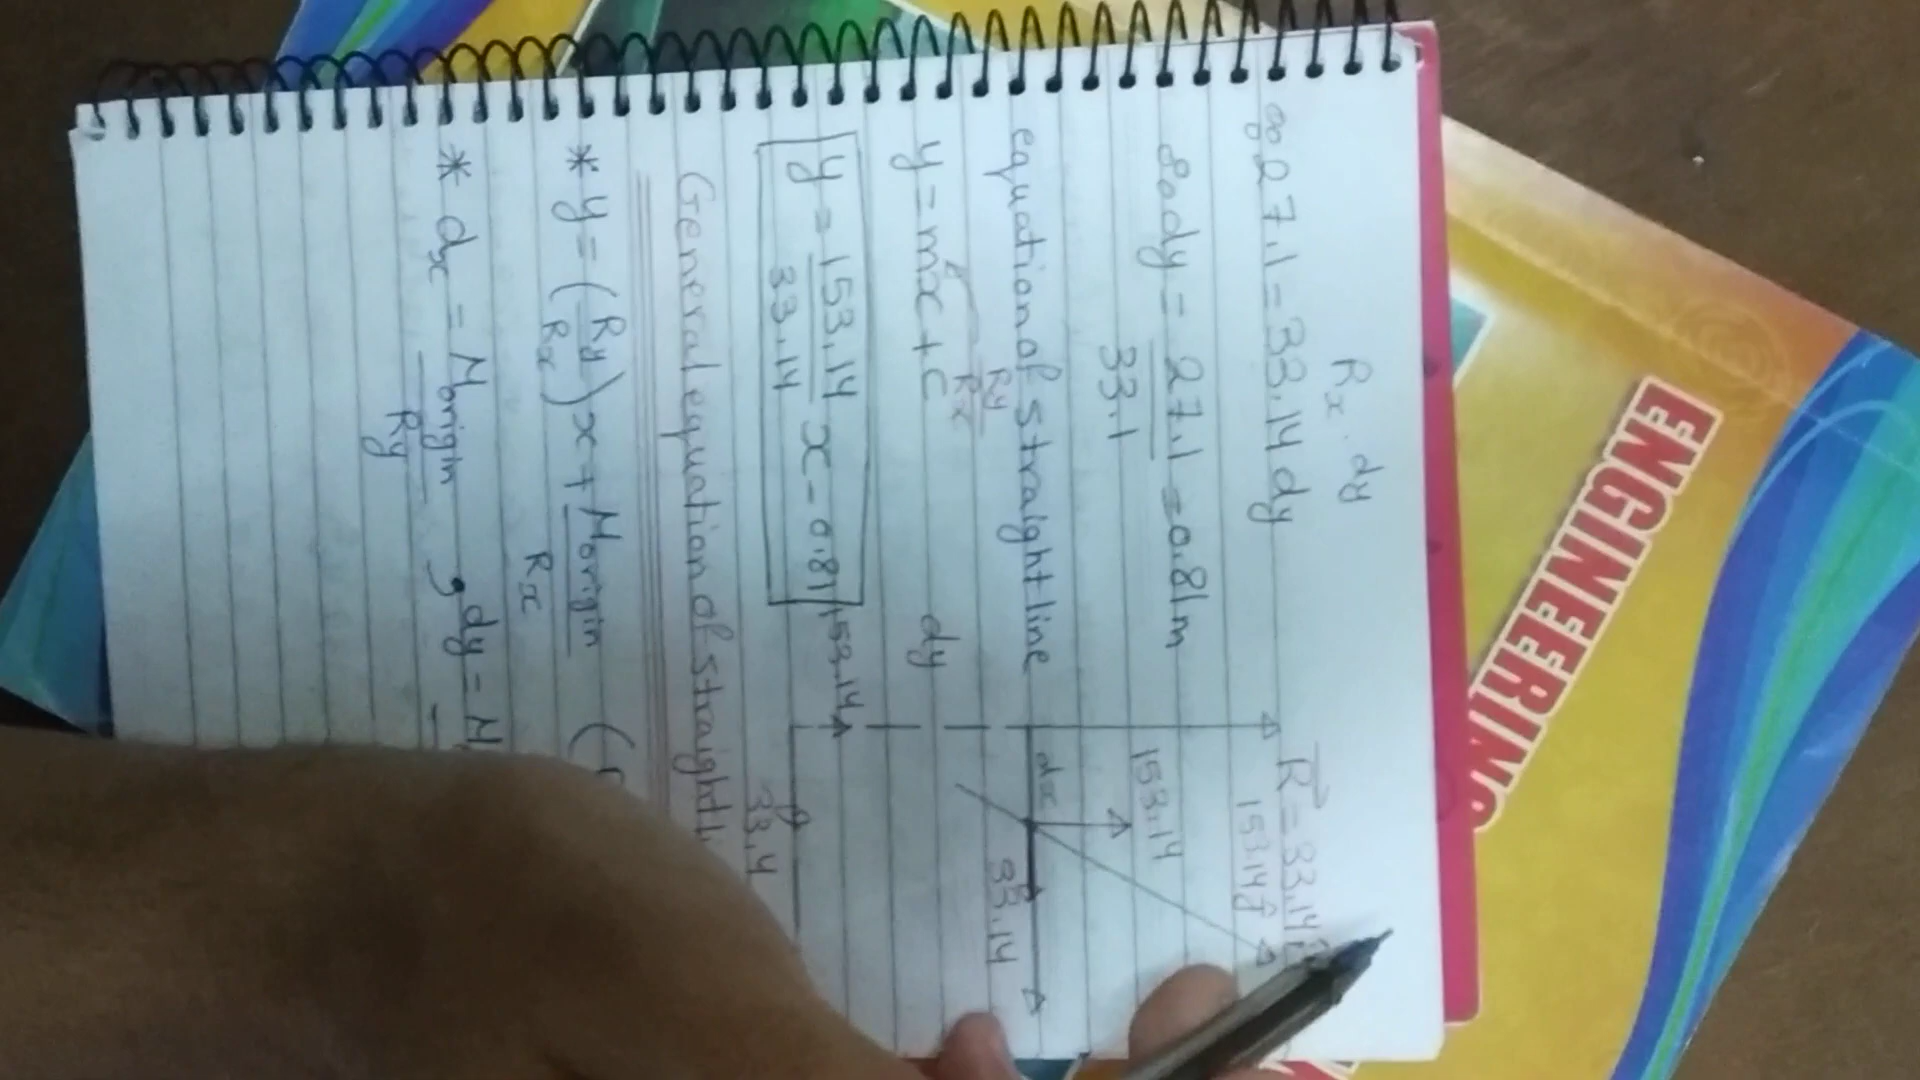 Rx . dy
∞ 27.1 = 33.14 dy
So dy = 27.1 / 33.1 = 0.81m
equation of straight line
Ry / Rx
y = mx + c
y = 153.14 / 33.14 x - 0.81
General equation of straight li
* y = (Ry / Rx) x + Morigin / Rx
* dx = Morigin / Ry , dy = M
R = 33.14
153.14 j
153.14
dx
33.14
dy
153.14
33.4
ENGINEERING